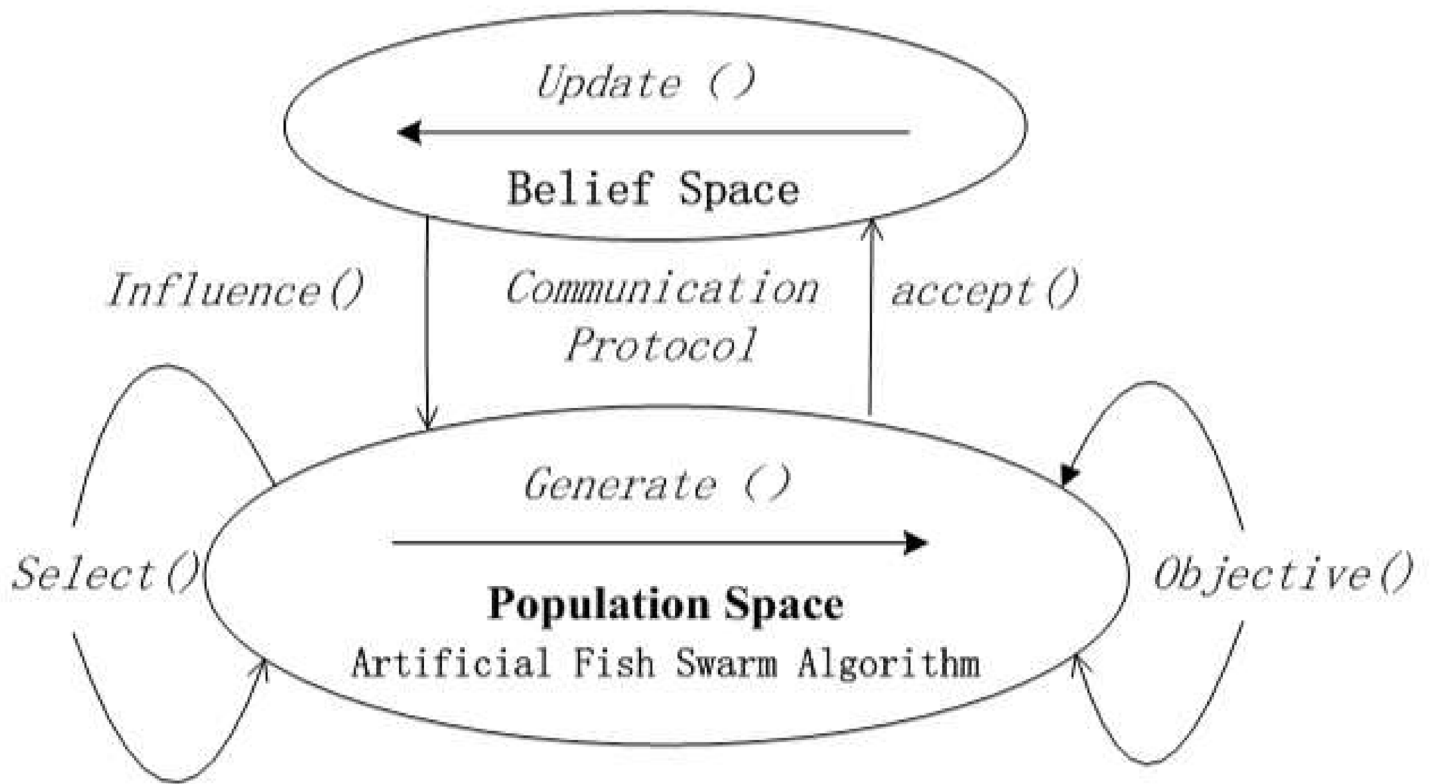 Update ()
Belief Space
Influence()
Communication
Protocol
accept()
Generate ()
Select()
Objective()
Population Space
Artificial Fish Swarm Algorithm